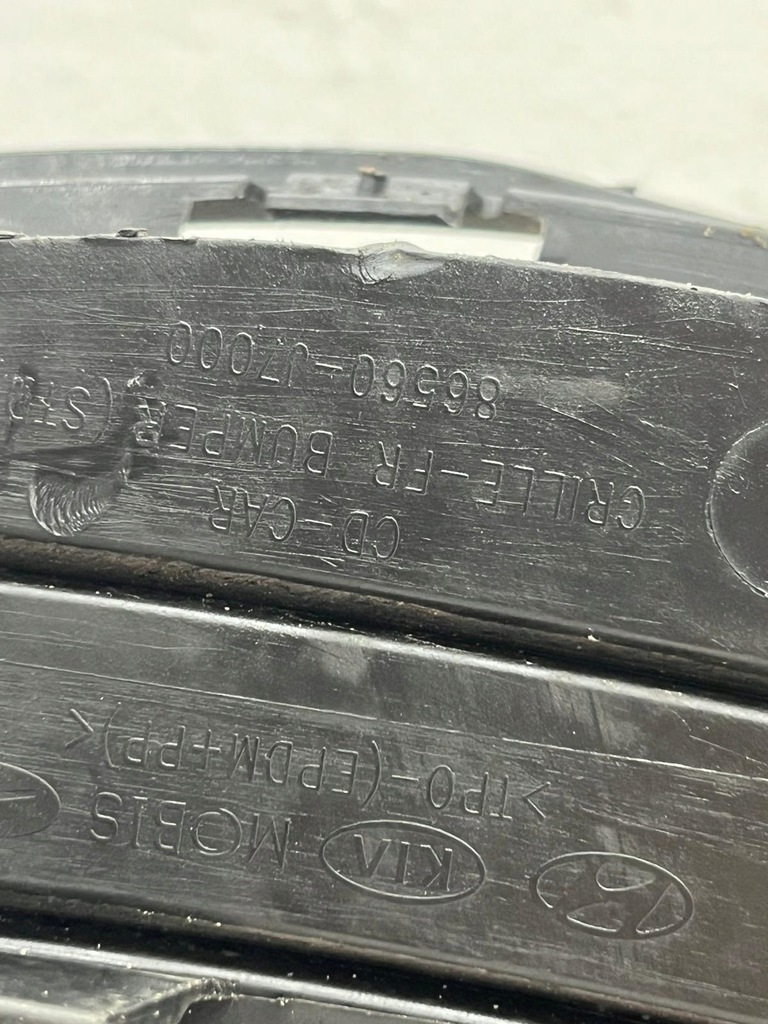 KIA MOBIS
>TPO-(EPDM+PP)<
CD-CAR
GRILLE-FR BUMPER(STD
86560-J7000